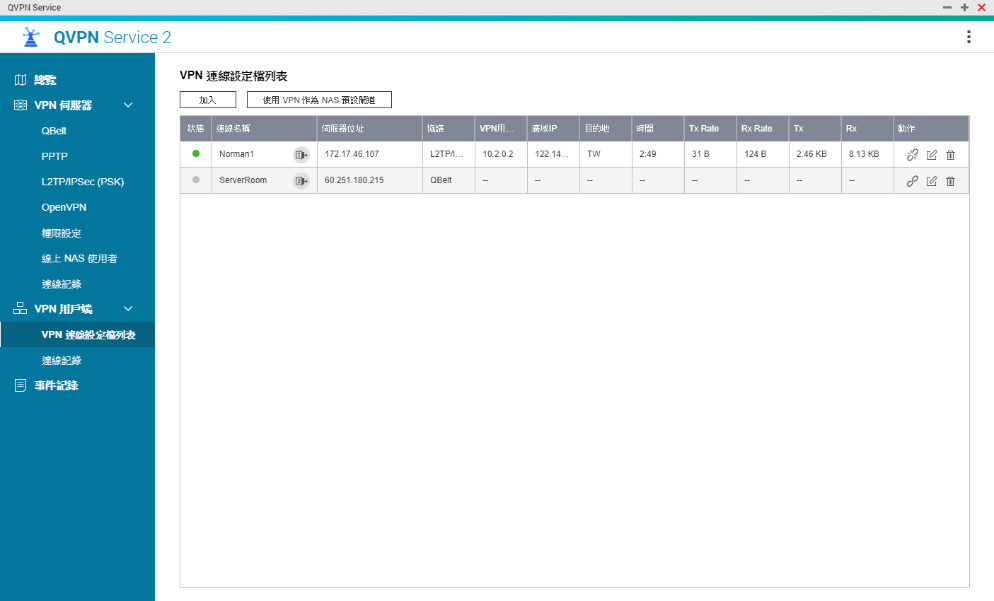 QVPN Service
QVPN Service 2
總覽
VPN 伺服器
QBelt
PPTP
L2TP/IPSec (PSK)
OpenVPN
權限設定
線上 NAS 使用者
連線記錄
VPN 用戶端
VPN 連線設定檔列表
連線記錄
事件記錄
VPN 連線設定檔列表
加入
使用 VPN 作為 NAS 預設閘道
狀態 連線名稱 伺服器位址 協議 VPN用... 廣域IP 目的地 時間 Tx Rate Rx Rate Tx Rx 動作
Norman1 172.17.46.107 L2TP/I... 10.2.0.2 122.14... TW 2:49 31 B 124 B 2.46 KB 8.13 KB
ServerRoom 60.251.180.215 QBelt -- -- -- -- -- -- -- --